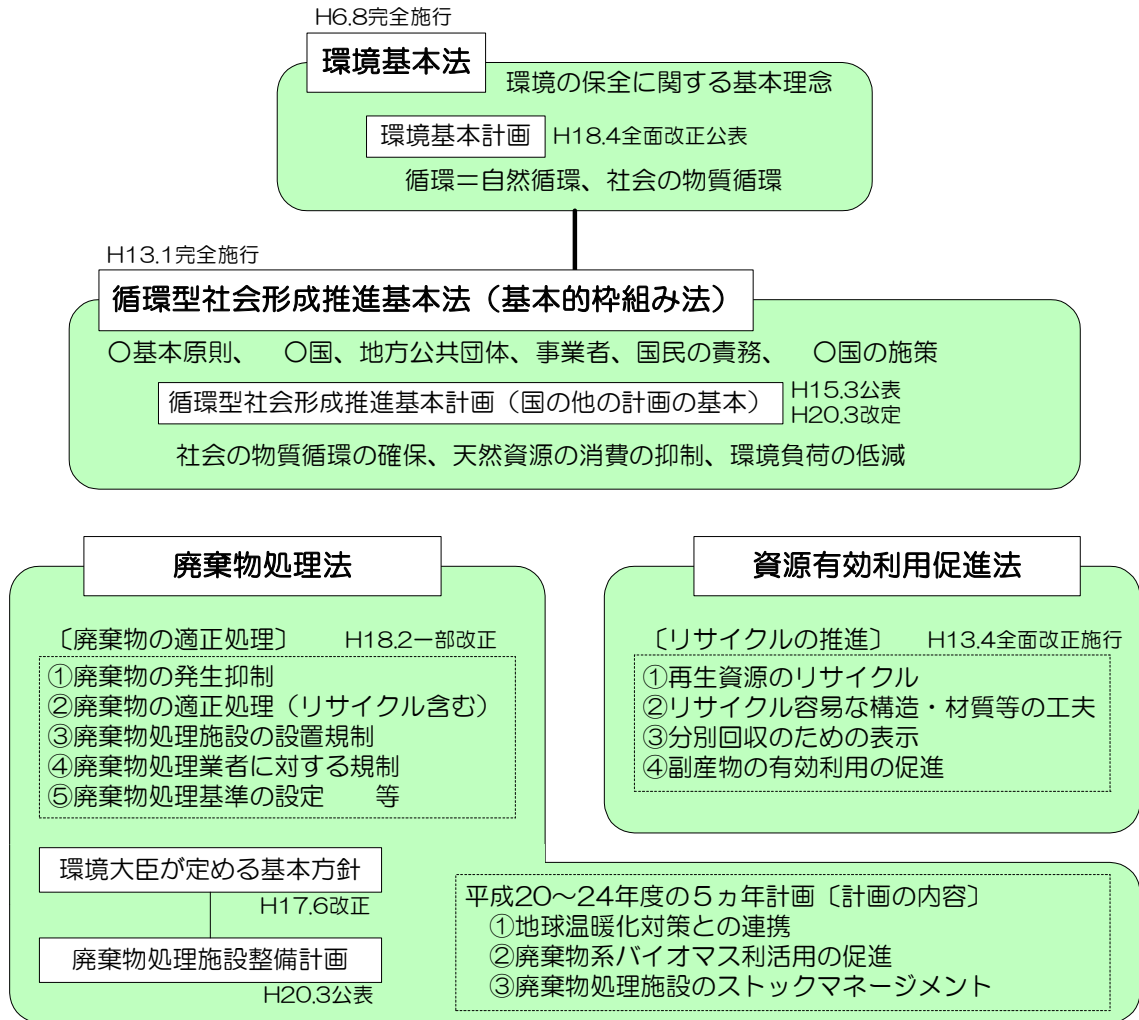 H6.8完全施行
環境基本法
環境の保全に関する基本理念
環境基本計画 H18.4全面改正公表
循環＝自然循環、社会の物質循環
H13.1完全施行
循環型社会形成推進基本法（基本的枠組み法）
○基本原則、 ○国、地方公共団体、事業者、国民の責務、 ○国の施策
循環型社会形成推進基本計画（国の他の計画の基本）
H15.3公表
H20.3改定
社会の物質循環の確保、天然資源の消費の抑制、環境負荷の低減
廃棄物処理法
〔廃棄物の適正処理〕 H18.2一部改正
①廃棄物の発生抑制
②廃棄物の適正処理（リサイクル含む）
③廃棄物処理施設の設置規制
④廃棄物処理業者に対する規制
⑤廃棄物処理基準の設定 等
環境大臣が定める基本方針
H17.6改正
廃棄物処理施設整備計画
H20.3公表
資源有効利用促進法
〔リサイクルの推進〕 H13.4全面改正施行
①再生資源のリサイクル
②リサイクル容易な構造・材質等の工夫
③分別回収のための表示
④副産物の有効利用の促進
平成20～24年度の5ヵ年計画〔計画の内容〕
①地球温暖化対策との連携
②廃棄物系バイオマス利活用の促進
③廃棄物処理施設のストックマネージメント